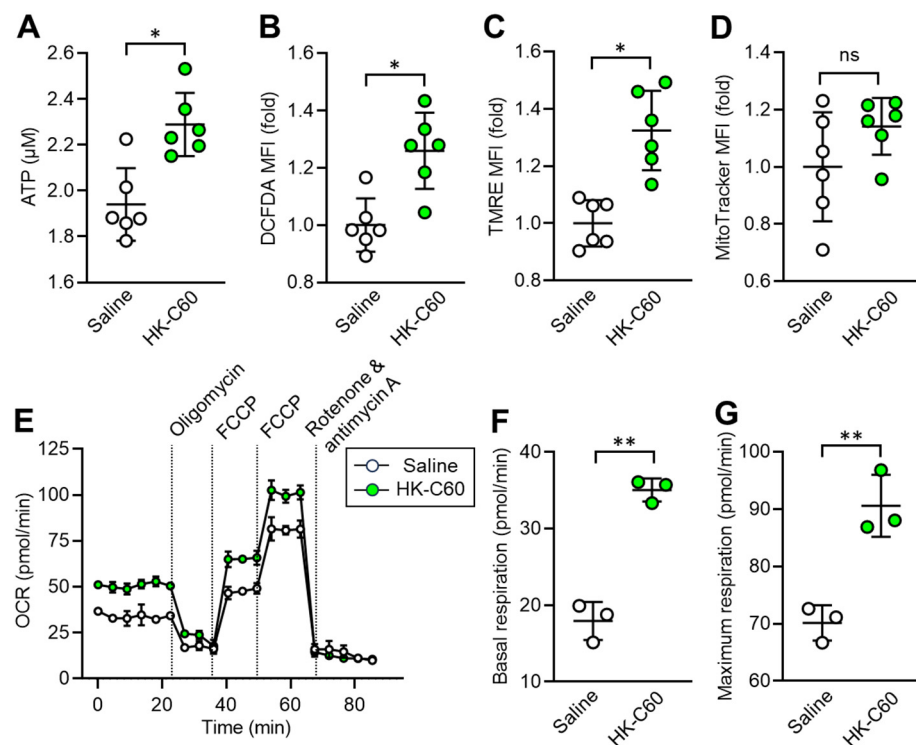 A
ATP (µM)
2.6
2.4
2.2
2.0
1.8
1.6
*
Saline
HK-C60
B
DCFDA MFI (fold)
1.6
1.4
1.2
1.0
0.8
*
Saline
HK-C60
C
TMRE MFI (fold)
1.6
1.4
1.2
1.0
0.8
*
Saline
HK-C60
D
MitoTracker MFI (fold)
1.4
1.2
1.0
0.8
0.6
ns
Saline
HK-C60
E
Oligomycin
FCCP
FCCP
Rotenone &
antimycin A
OCR (pmol/min)
125
100
75
50
25
0
0
20
40
60
80
Time (min)
Saline
HK-C60
F
Basal respiration (pmol/min)
40
30
20
10
**
Saline
HK-C60
G
Maximum respiration (pmol/min)
100
90
80
70
60
**
Saline
HK-C60